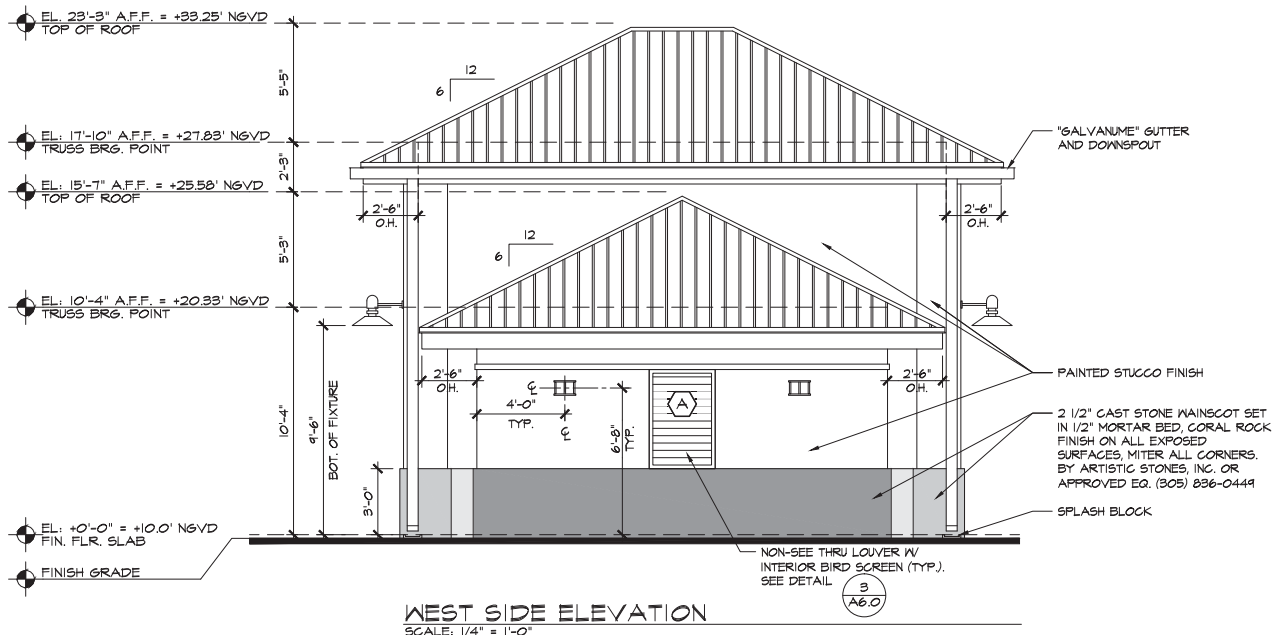 EL. 23'-3" A.F.F. = +33.25' NGVD
TOP OF ROOF
12
6
5'-5"
EL: 17'-10" A.F.F. = +27.83' NGVD
TRUSS BRG. POINT
"GALVANUME" GUTTER
AND DOWNSPOUT
2'-3"
EL: 15'-7" A.F.F. = +25.58' NGVD
TOP OF ROOF
2'-6"
O.H.
2'-6"
O.H.
12
6
5'-3"
EL: 10'-4" A.F.F. = +20.33' NGVD
TRUSS BRG. POINT
2'-6"
O.H.
2'-6"
O.H.
CL
4'-0"
TYP.
CL
A
6'-8"
TYP.
10'-4"
9'-6"
BOT. OF FIXTURE
3'-0"
PAINTED STUCCO FINISH
2 1/2" CAST STONE WAINSCOT SET
IN 1/2" MORTAR BED, CORAL ROCK
FINISH ON ALL EXPOSED
SURFACES, MITER ALL CORNERS.
BY ARTISTIC STONES, INC. OR
APPROVED EQ. (305) 836-0449
SPLASH BLOCK
EL: +0'-0" = +10.0' NGVD
FIN. FLR. SLAB
FINISH GRADE
NON-SEE THRU LOUVER W/
INTERIOR BIRD SCREEN (TYP.).
SEE DETAIL
3
A6.0
WEST SIDE ELEVATION
SCALE: 1/4" = 1'-0"